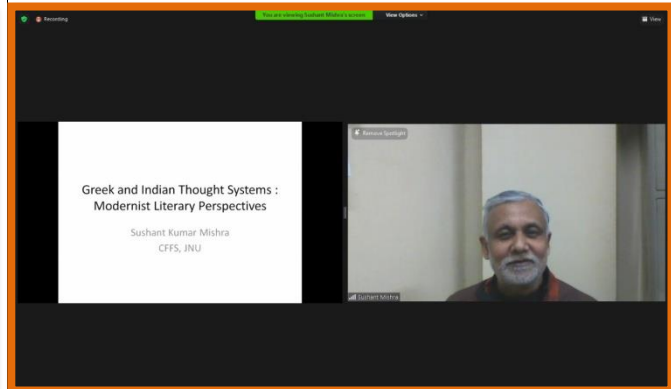 Recording
You are viewing Sushant Mishra's screen
View Options
View
Remove Spotlight
Greek and Indian Thought Systems :
Modernist Literary Perspectives
Sushant Kumar Mishra
CFFS, JNU
Sushant Mishra